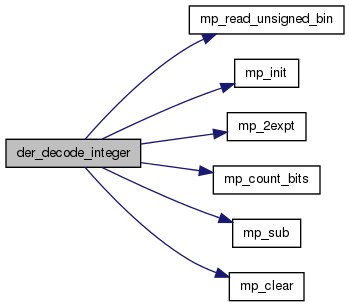 mp_read_unsigned_bin
mp_init
mp_2expt
der_decode_integer
mp_count_bits
mp_sub
mp_clear